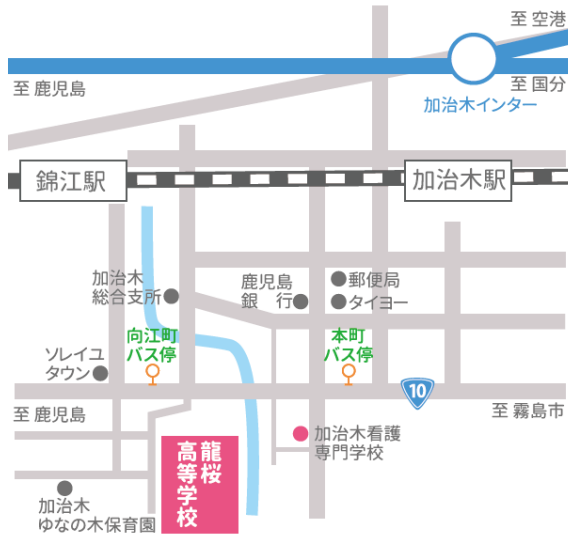 至 空港
至 鹿児島
至 国分
加治木インター
錦江駅
加治木駅
加治木
総合支所
鹿児島
銀 行
郵便局
タイヨー
向江町
バス停
本町
バス停
ソレイユ
タウン
10
至 鹿児島
至 霧島市
龍桜
高等学校
加治木看護
専門学校
加治木
ゆなの木保育園